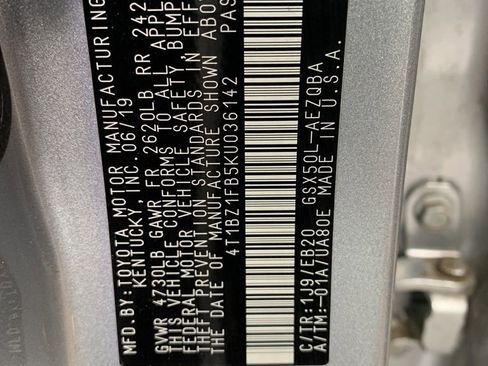 MFD.BY:TOYOTA MOTOR MANUFACTURING
KENTUCKY, INC. 06/19
GVWR 4730LB GAWR FR 2620LB RR 242
THIS VEHICLE CONFORMS TO ALL APPL
FEDERAL MOTOR VEHICLE SAFETY, BUMP
THEFT PREVENTION STANDARDS IN EFF
THE DATE OF MANUFACTURE SHOWN ABO
4T1BZ1FB5KU036142 PAS
C/TR:1J9/EB20 GSX50L-AEZQBA
A/TM:-01A/UA80E MADE IN U.S.A.